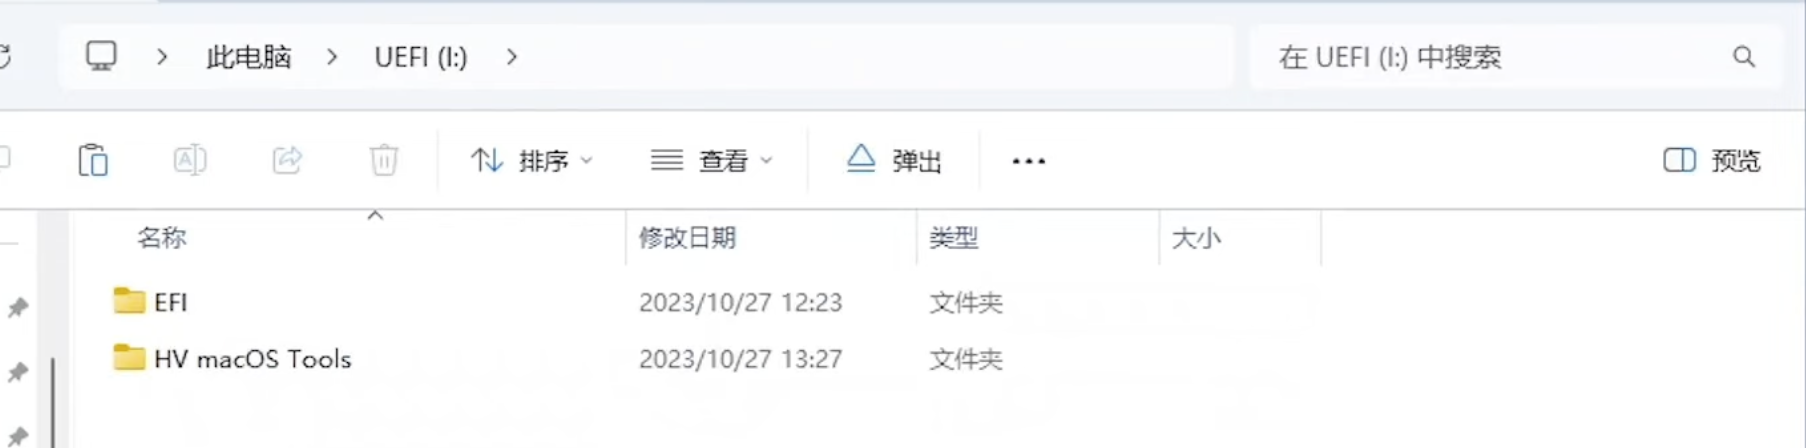 此电脑 UEFI (I:) 在 UEFI (I:) 中搜索
排序 查看 弹出 预览
名称 修改日期 类型 大小
EFI 2023/10/27 12:23 文件夹
HV macOS Tools 2023/10/27 13:27 文件夹